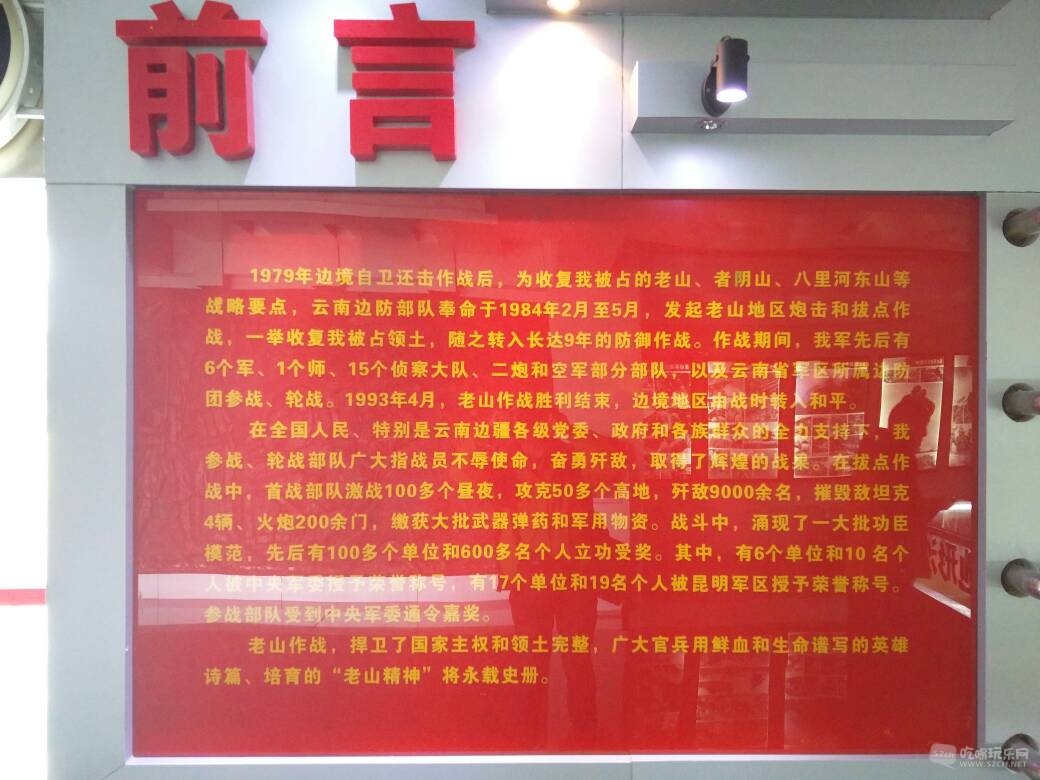 前言
1979年边境自卫还击作战后，为收复我被占的老山、者阴山、八里河东山等
战略要点，云南边防部队奉命于1984年2月至5月，发起老山地区炮击和拔点作
战，一举收复我被占领土，随之转入长达9年的防御作战。作战期间，我军先后有
6个军、1个师、15个侦察大队、二炮和空军部分部队，以及云南省军区所属边防
团参战、轮战。1993年4月，老山作战胜利结束，边境地区由战时转入和平。
在全国人民、特别是云南边疆各级党委、政府和各族群众的全力支持下，我
参战、轮战部队广大指战员不辱使命，奋勇歼敌，取得了辉煌的战果。在拔点作
战中，首战部队激战100多个昼夜，攻克50多个高地，歼敌9000余名，摧毁敌坦克
4辆、火炮200余门，缴获大批武器弹药和军用物资。战斗中，涌现了一大批功臣
模范，先后有100多个单位和600多名个人立功受奖。其中，有6个单位和10名个
人被中央军委授予荣誉称号，有17个单位和19名个人被昆明军区授予荣誉称号。
参战部队受到中央军委通令嘉奖。
老山作战，捍卫了国家主权和领土完整，广大官兵用鲜血和生命谱写的英雄
诗篇、培育的“老山精神”将永载史册。
52ch 吃喝玩乐网
WWW.52CH.NET